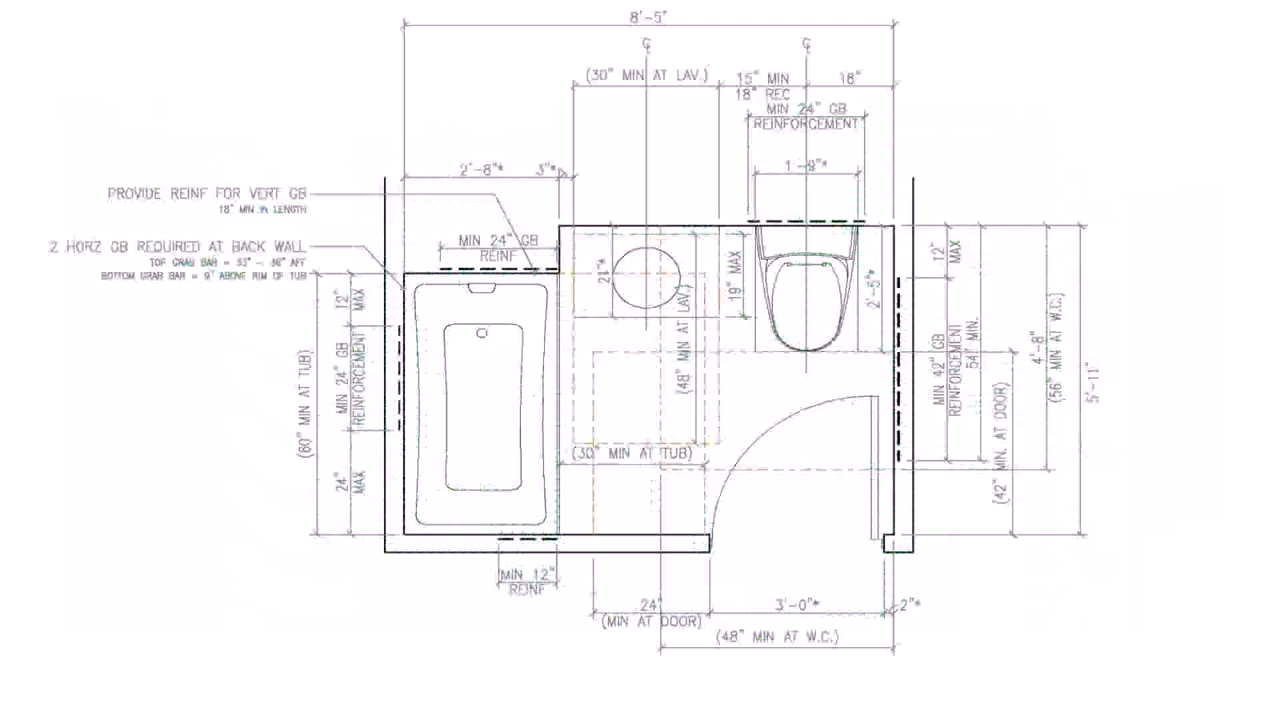 8'-5"
℄ ℄
(30" MIN AT LAV.)
15" MIN
18" REC
18"
MIN 24" GB
REINFORCEMENT
2'-8"*
3"*
1'-9"*
PROVIDE REINF FOR VERT GB
18" MIN IN LENGTH
2 HORZ GB REQUIRED AT BACK WALL
TOP GRAB BAR = 33" - 36" AFF
BOTTOM GRAB BAR = 9" ABOVE RIM OF TUB
MIN 24" GB
REINF
21"*
19" MAX
2'-5"*
12"
MAX
(48" MIN AT LAV.)
12"
MAX
MIN 24" GB
REINFORCEMENT
24"
MAX
(60" MIN AT TUB)
MIN 42" GB
REINFORCEMENT
54" MIN.
4'-8"
(56" MIN AT W.C.)
5'-11"
(42" MIN. AT DOOR)
(30" MIN AT TUB)
MIN 12"
REINF
24"
(MIN AT DOOR)
3'-0"*
2"*
(48" MIN AT W.C.)